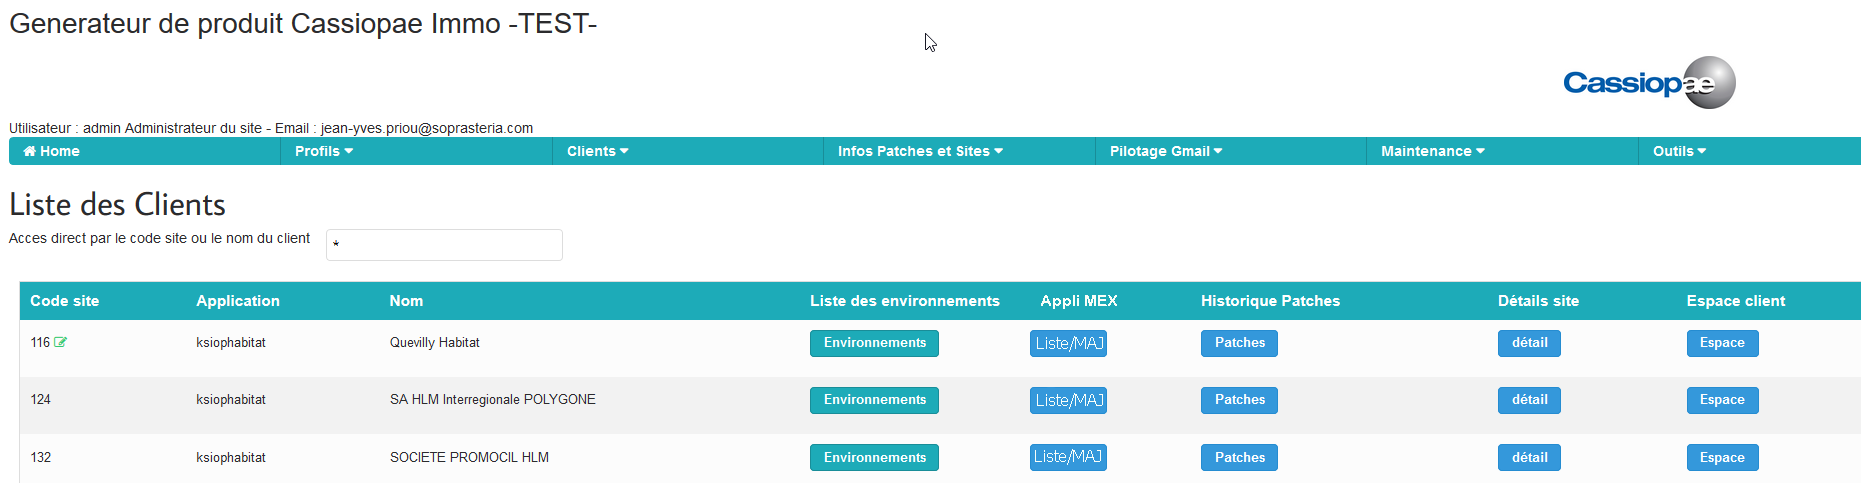 Generateur de produit Cassiopae Immo -TEST-
Cassiopae
Utilisateur : admin Administrateur du site - Email : jean-yves.priou@soprasteria.com
Home Profils Clients Infos Patches et Sites Pilotage Gmail Maintenance Outils
Liste des Clients
Acces direct par le code site ou le nom du client *
Code site Application Nom Liste des environnements Appli MEX Historique Patches Détails site Espace client
116 ksiophabitat Quevilly Habitat Environnements Liste/MAJ Patches détail Espace
124 ksiophabitat SA HLM Interregionale POLYGONE Environnements Liste/MAJ Patches détail Espace
132 ksiophabitat SOCIETE PROMOCIL HLM Environnements Liste/MAJ Patches détail Espace